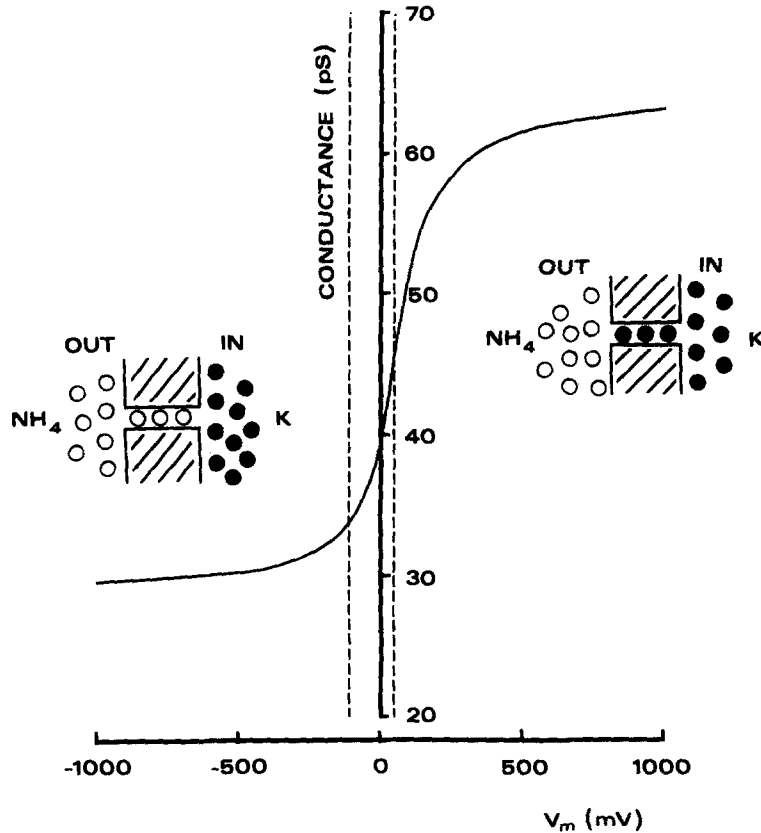 70
CONDUCTANCE (pS)
60
50
40
30
20
OUT IN
NH4 K
OUT IN
NH4 K
-1000 -500 0 500 1000
Vm (mV)